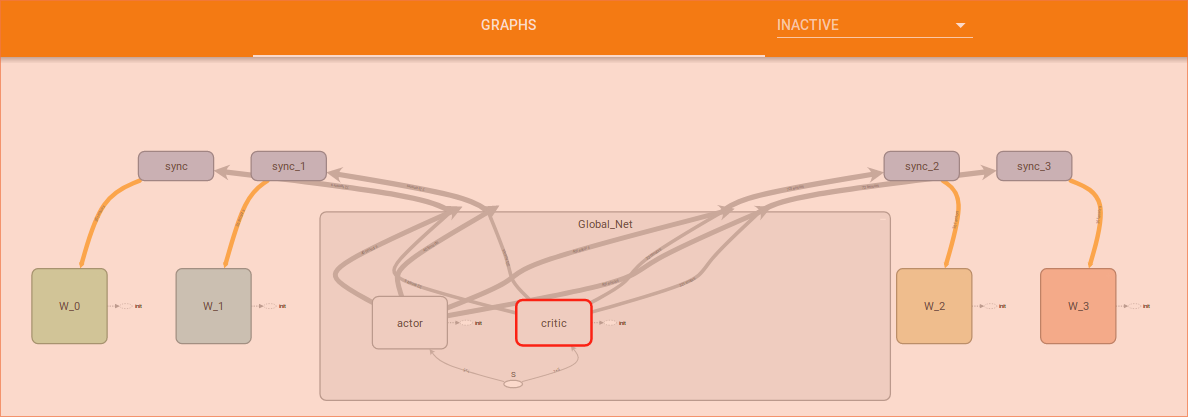 GRAPHS
INACTIVE
sync
sync_1
sync_2
sync_3
Global_Net
W_0
init
W_1
init
actor
init
critic
init
W_2
init
W_3
init
S